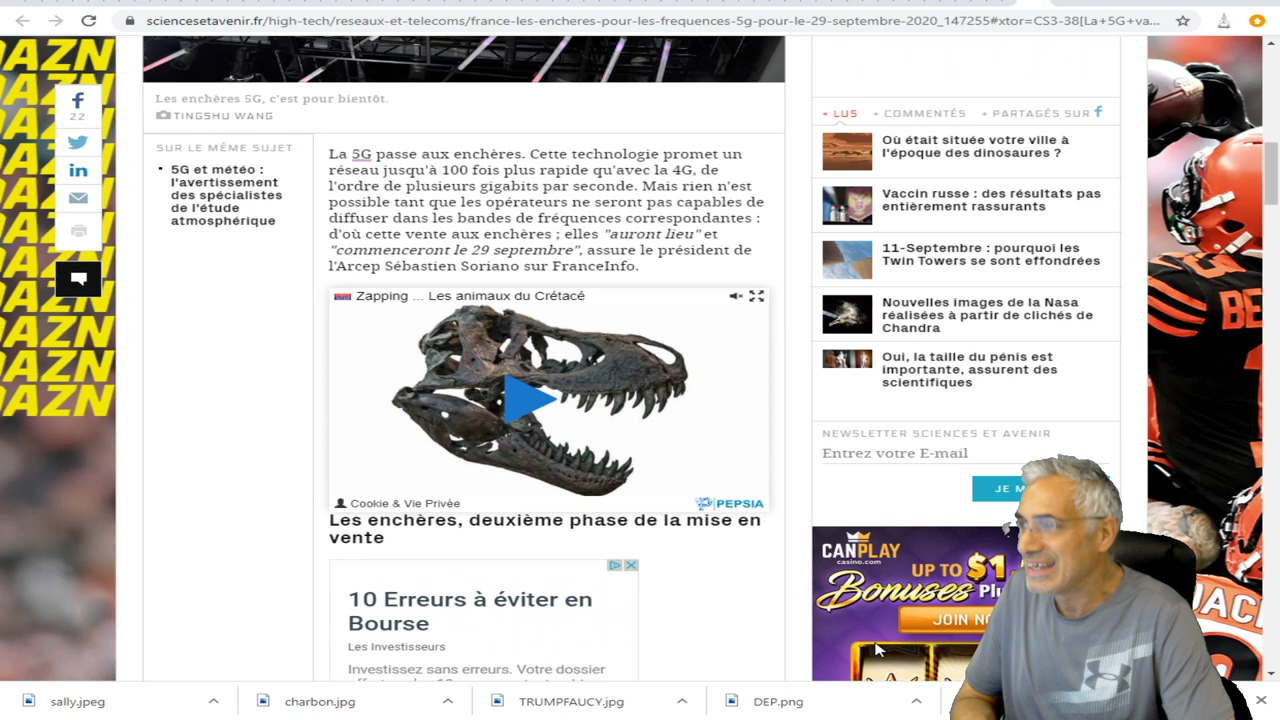 sciencesetavenir.fr/high-tech/reseaux-et-telecoms/france-les-encheres-pour-les-frequences-5g-pour-le-29-septembre-2020_147255#xtor=CS3-38[La+5G+va...
DAZN
DAZN
DAZN
DAZN
DAZN
DAZN
DAZN
DAZN
DAZN
22
Les enchères 5G, c'est pour bientôt.
TINGSHU WANG
SUR LE MÊME SUJET
5G et météo :
l'avertissement
des spécialistes
de l'étude
atmosphérique
La 5G passe aux enchères. Cette technologie promet un
réseau jusqu'à 100 fois plus rapide qu'avec la 4G, de
l'ordre de plusieurs gigabits par seconde. Mais rien n'est
possible tant que les opérateurs ne seront pas capables de
diffuser dans les bandes de fréquences correspondantes :
d'où cette vente aux enchères ; elles "auront lieu" et
"commenceront le 29 septembre", assure le président de
l'Arcep Sébastien Soriano sur FranceInfo.
Zapping ... Les animaux du Crétacé
Cookie & Vie Privée
PEPSIA
Les enchères, deuxième phase de la mise en
vente
10 Erreurs à éviter en
Bourse
Les Investisseurs
Investissez sans erreurs. Votre dossier
+ LUS + COMMENTÉS + PARTAGÉS SUR f
Où était située votre ville à
l'époque des dinosaures ?
Vaccin russe : des résultats pas
entièrement rassurants
11-Septembre : pourquoi les
Twin Towers se sont effondrées
Nouvelles images de la Nasa
réalisées à partir de clichés de
Chandra
Oui, la taille du pénis est
importante, assurent des
scientifiques
NEWSLETTER SCIENCES ET AVENIR
Entrez votre E-mail
JE
CANPLAY
casino.com
UP TO $1
Bonuses
JOIN
BE
sally.jpeg
charbon.jpg
TRUMPFAUCY.jpg
DEP.png